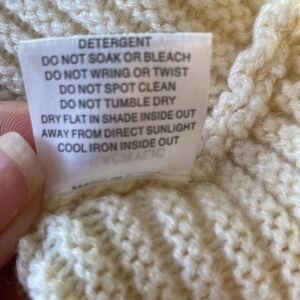 DETERGENT
DO NOT SOAK OR BLEACH
DO NOT WRING OR TWIST
DO NOT SPOT CLEAN
DO NOT TUMBLE DRY
DRY FLAT IN SHADE INSIDE OUT
AWAY FROM DIRECT SUNLIGHT
COOL IRON INSIDE OUT
ACRYLIC